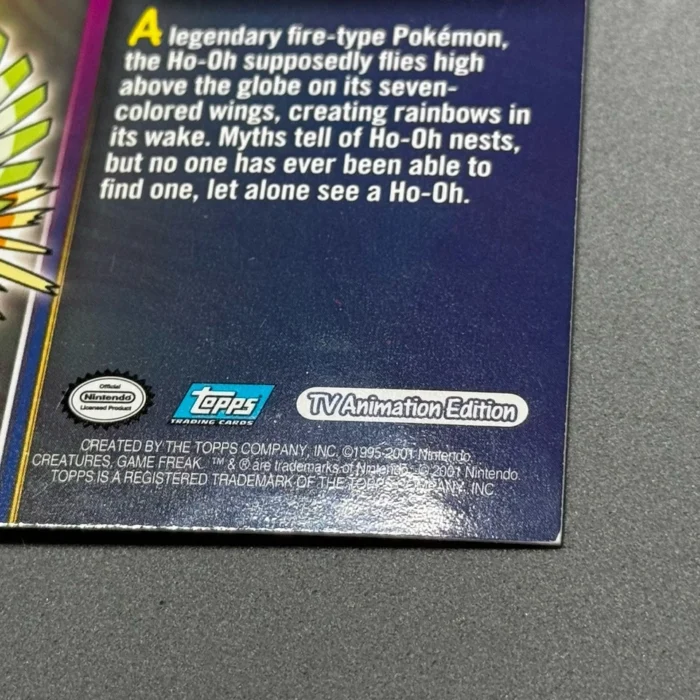 A legendary fire-type Pokémon,
the Ho-Oh supposedly flies high
above the globe on its seven-
colored wings, creating rainbows in
its wake. Myths tell of Ho-Oh nests,
but no one has ever been able to
find one, let alone see a Ho-Oh.
Official
Nintendo
Licensed Product
TOPPS
TRADING CARDS
TV Animation Edition
CREATED BY THE TOPPS COMPANY, INC. ©1995-2001 Nintendo,
CREATURES, GAME FREAK. ™ & ® are trademarks of Nintendo. © 2001 Nintendo.
TOPPS IS A REGISTERED TRADEMARK OF THE TOPPS COMPANY, INC.